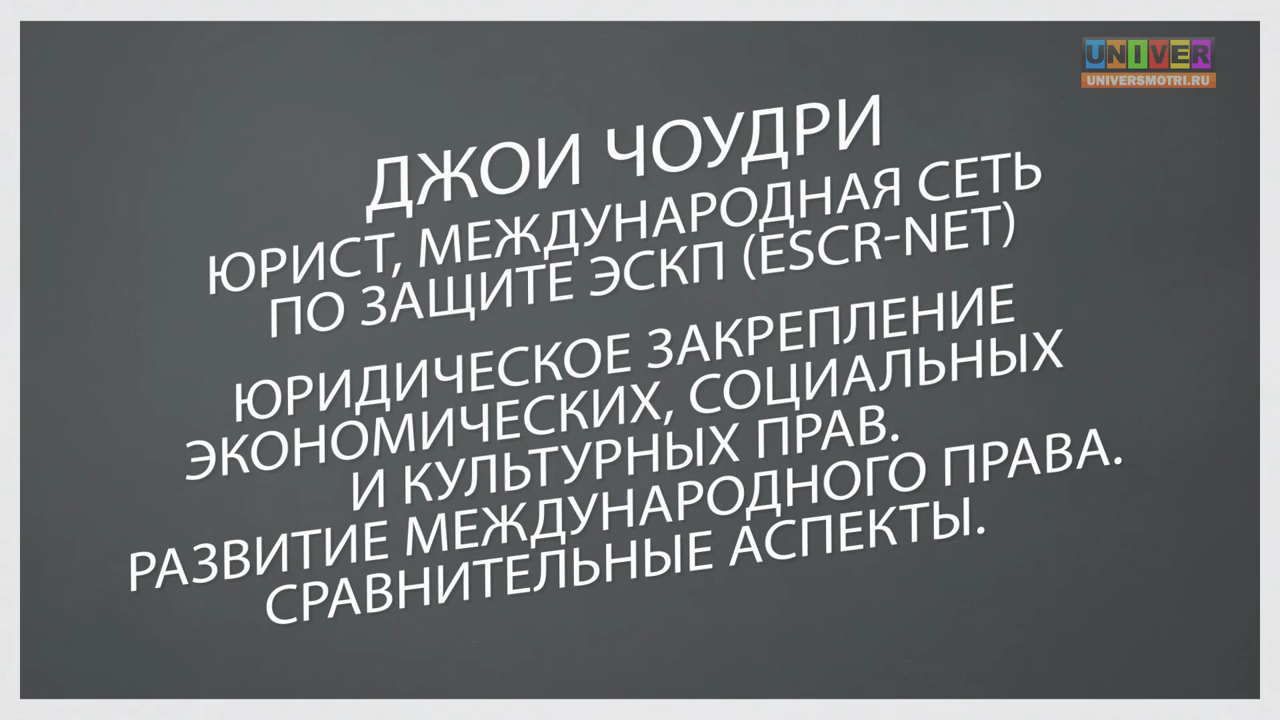 UNIVER
UNIVERSMOTRI.RU
ДЖОИ ЧОУДРИ
ЮРИСТ, МЕЖДУНАРОДНАЯ СЕТЬ
ПО ЗАЩИТЕ ЭСКП (ESCR-NET)
ЮРИДИЧЕСКОЕ ЗАКРЕПЛЕНИЕ
ЭКОНОМИЧЕСКИХ, СОЦИАЛЬНЫХ
И КУЛЬТУРНЫХ ПРАВ.
РАЗВИТИЕ МЕЖДУНАРОДНОГО ПРАВА.
СРАВНИТЕЛЬНЫЕ АСПЕКТЫ.